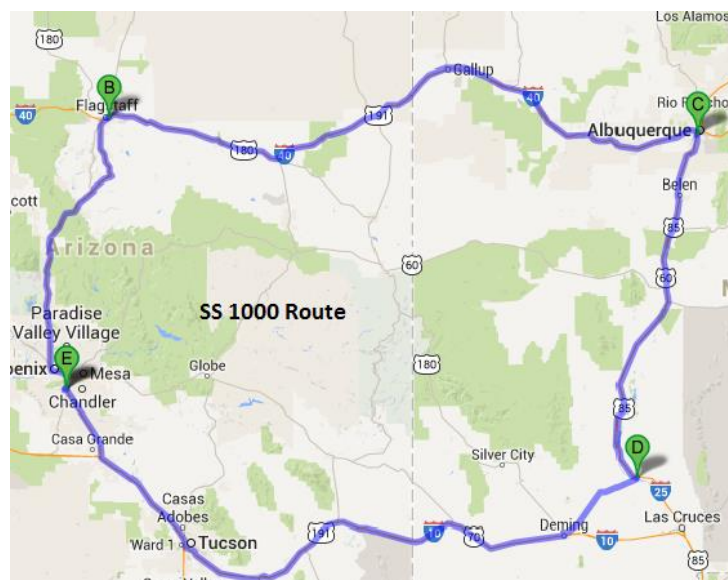 180
Los Alamos
B
Flagstaff
40
Gallup
40
191
180
40
Rio Rancho
C
Albuquerque
Belen
85
cott
Arizona
60
60
SS 1000 Route
Paradise
Valley Village
E
oenix
Mesa
Chandler
Globe
180
85
Casa Grande
Silver City
D
25
Casas
Adobes
Ward 1
Tucson
191
10
70
Deming
10
Las Cruces
85